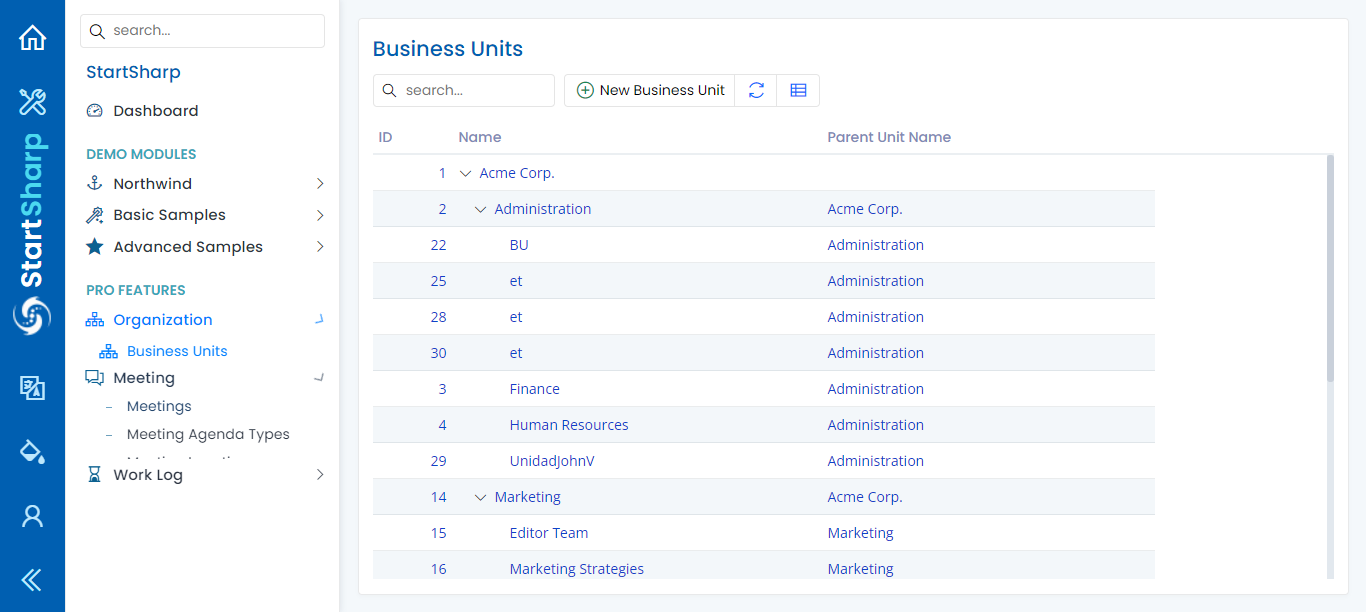 StartSharp
search...
StartSharp
Dashboard
DEMO MODULES
Northwind
Basic Samples
Advanced Samples
PRO FEATURES
Organization
Business Units
Meeting
Meetings
Meeting Agenda Types
Work Log
Business Units
search...
New Business Unit
ID Name Parent Unit Name
1 Acme Corp.
2 Administration Acme Corp.
22 BU Administration
25 et Administration
28 et Administration
30 et Administration
3 Finance Administration
4 Human Resources Administration
29 UnidadJohnV Administration
14 Marketing Acme Corp.
15 Editor Team Marketing
16 Marketing Strategies Marketing